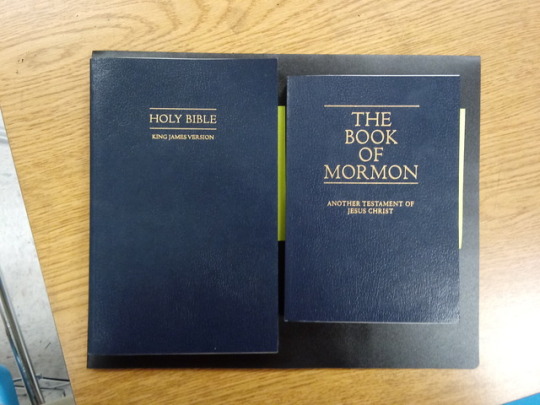 HOLY BIBLE
KING JAMES VERSION
THE
BOOK
OF
MORMON
ANOTHER TESTAMENT OF
JESUS CHRIST